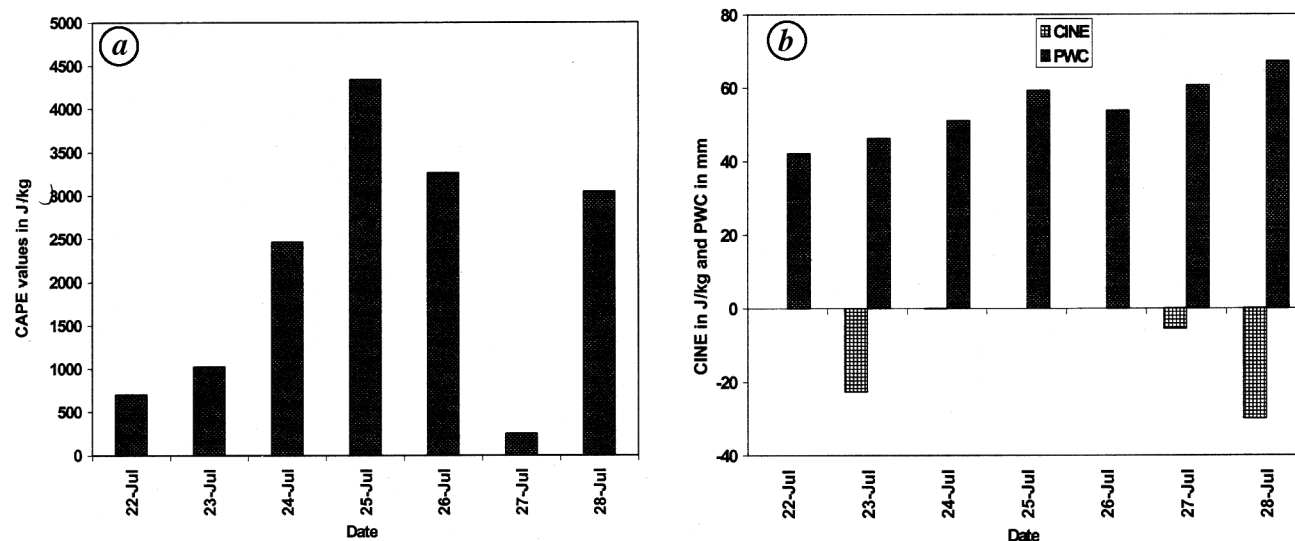 a
CAPE values in J/kg
5000
4500
4000
3500
3000
2500
2000
1500
1000
500
0
22-Jul
23-Jul
24-Jul
25-Jul
26-Jul
27-Jul
28-Jul
Date
b
CINE
PWC
CINE in J/kg and PWC in mm
80
60
40
20
0
-20
-40
22-Jul
23-Jul
24-Jul
25-Jul
26-Jul
27-Jul
28-Jul
Date